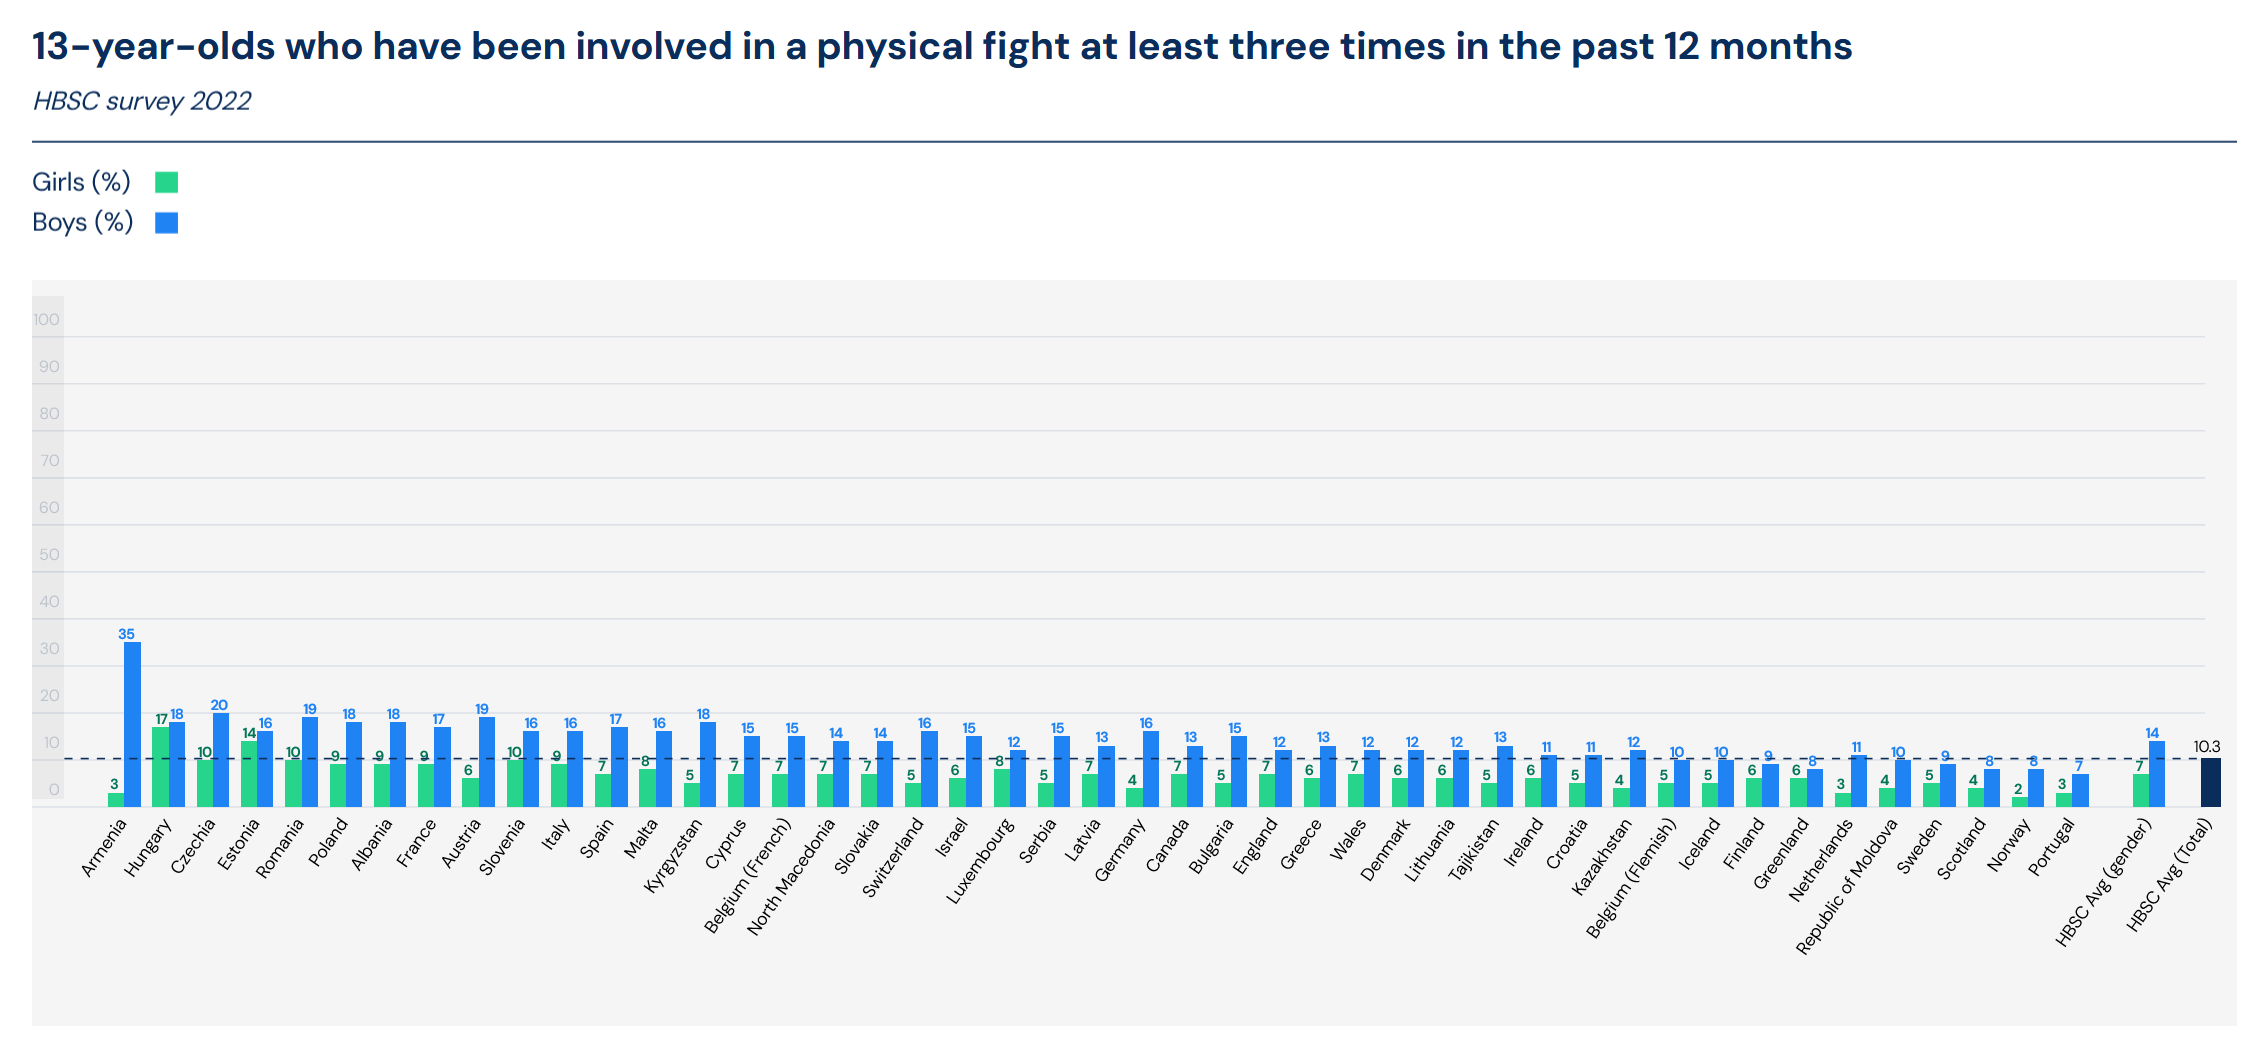 13-year-olds who have been involved in a physical fight at least three times in the past 12 months
HBSC survey 2022
Girls (%)
Boys (%)
100
90
80
70
60
50
40
30
20
10
0
3 35
17 18
10 20
14 16
10 19
9 18
9 18
9 17
6 19
10 16
9 16
7 17
8 16
5 18
7 15
7 15
7 14
7 14
5 16
6 15
8 12
5 15
7 13
4 16
7 13
5 15
7 12
6 13
7 12
6 12
6 12
5 13
6 11
5 11
4 12
5 10
5 10
6 9
6 8
3 11
4 10
5 9
4 8
2 8
3 7
7 14
10.3
Armenia
Hungary
Czechia
Estonia
Romania
Poland
Albania
France
Austria
Slovenia
Italy
Spain
Malta
Kyrgyzstan
Cyprus
Belgium (French)
North Macedonia
Slovakia
Switzerland
Israel
Luxembourg
Serbia
Latvia
Germany
Canada
Bulgaria
England
Greece
Wales
Denmark
Lithuania
Tajikistan
Ireland
Croatia
Kazakhstan
Belgium (Flemish)
Iceland
Finland
Greenland
Netherlands
Republic of Moldova
Sweden
Scotland
Norway
Portugal
HBSC Avg (gender)
HBSC Avg (Total)